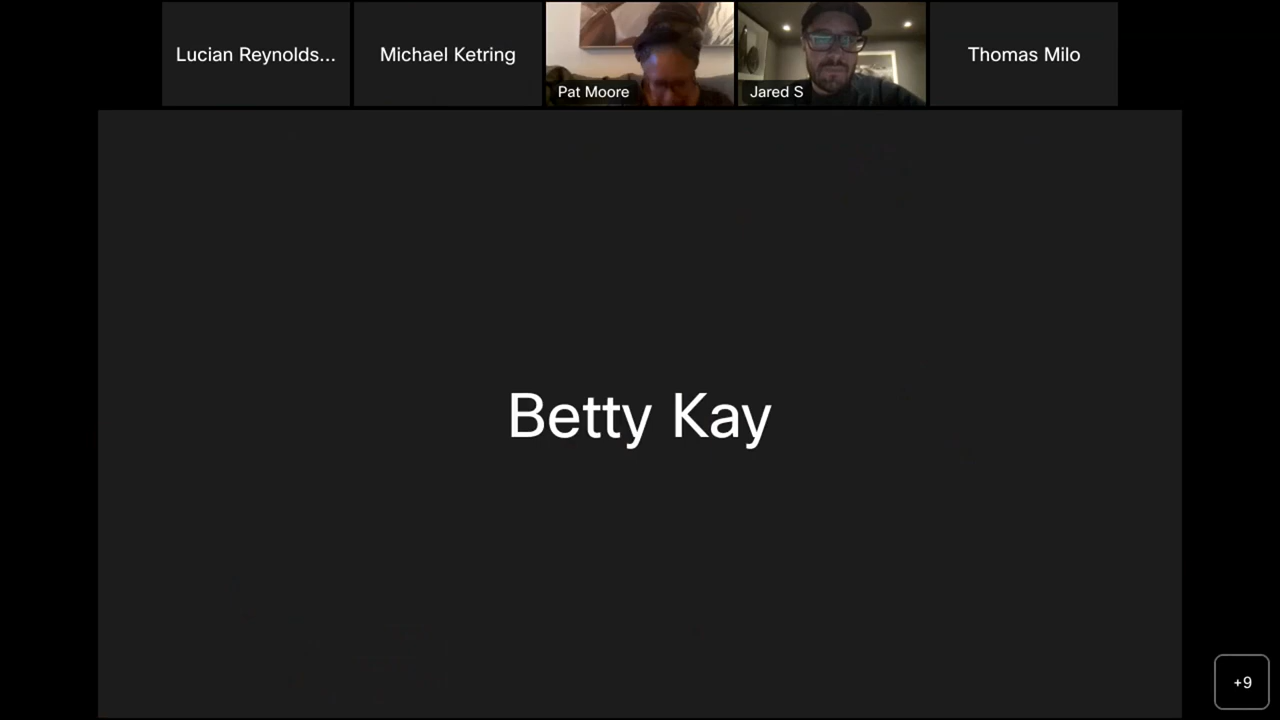 Lucian Reynolds...
Michael Ketring
Pat Moore
Jared S
Thomas Milo
Betty Kay
+9